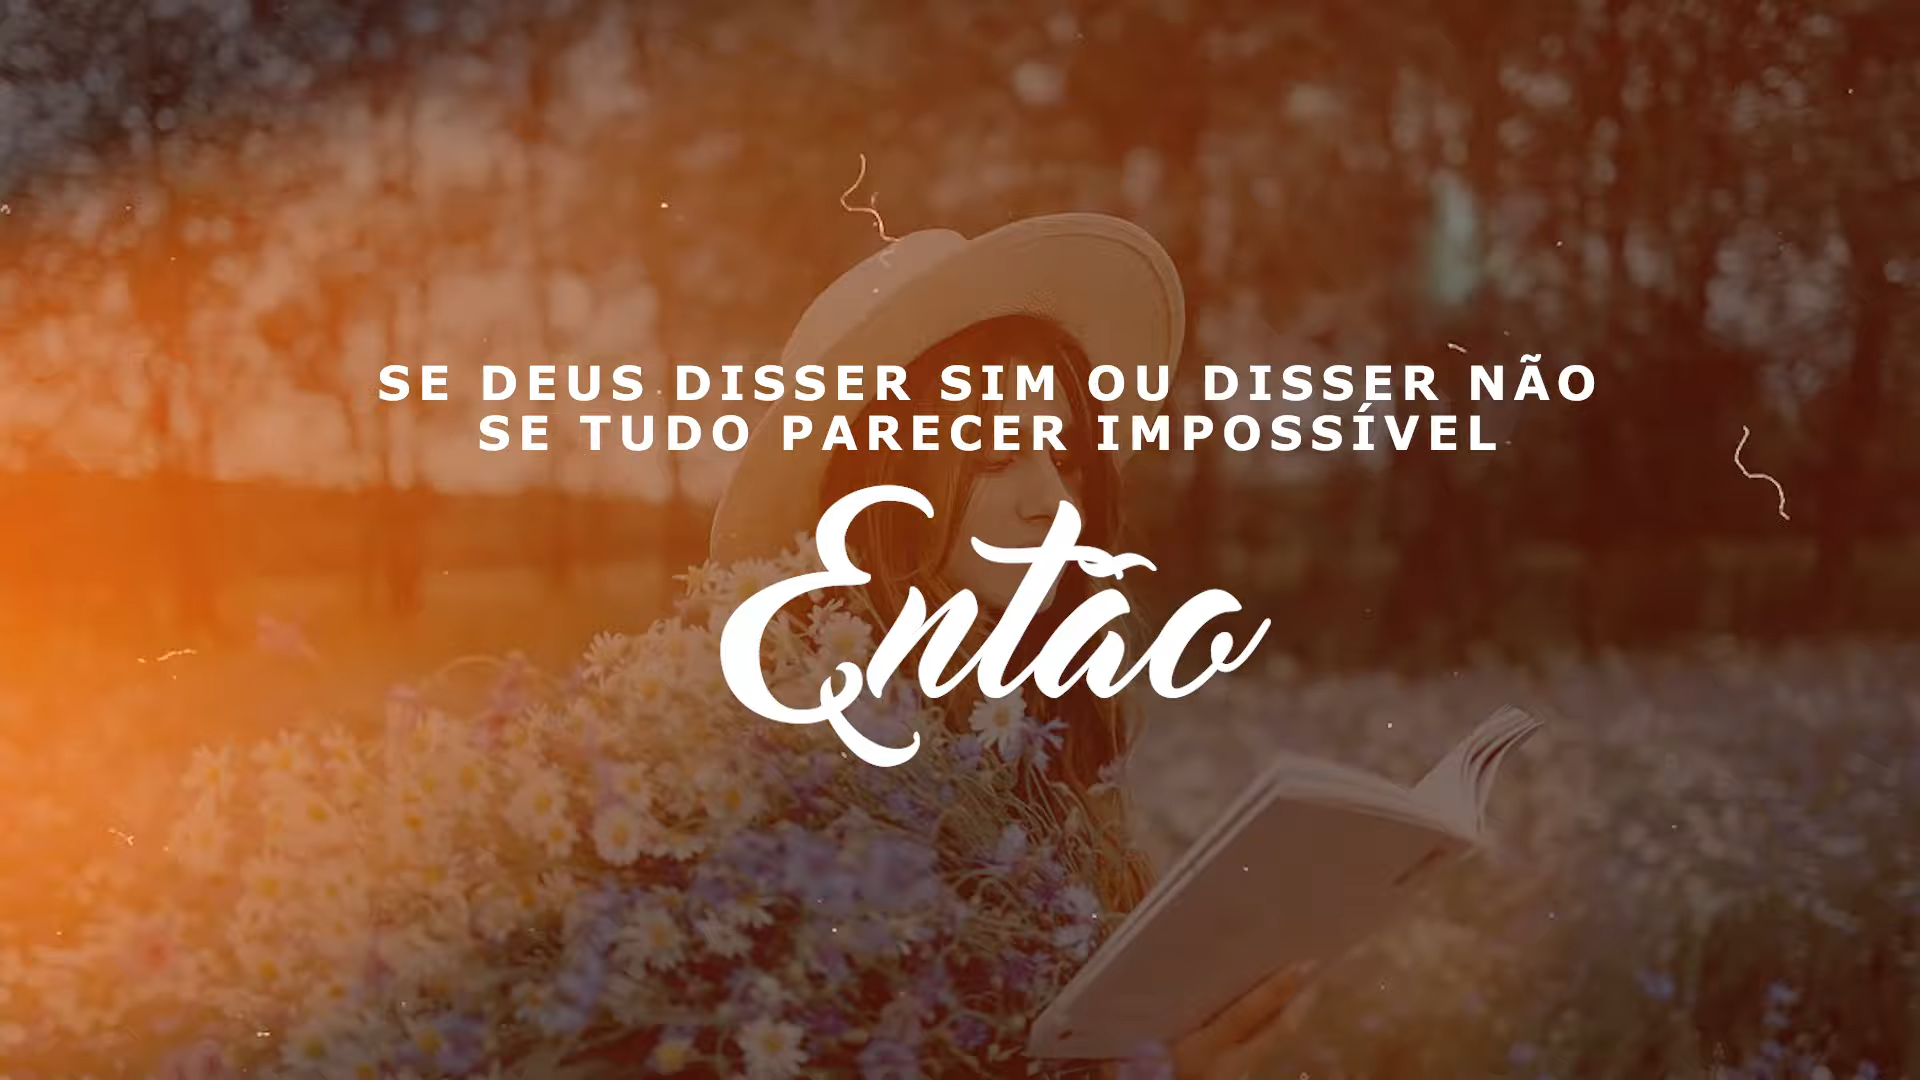 SE DEUS DISSER SIM OU DISSER NÃO
SE TUDO PARECER IMPOSSÍVEL
Então